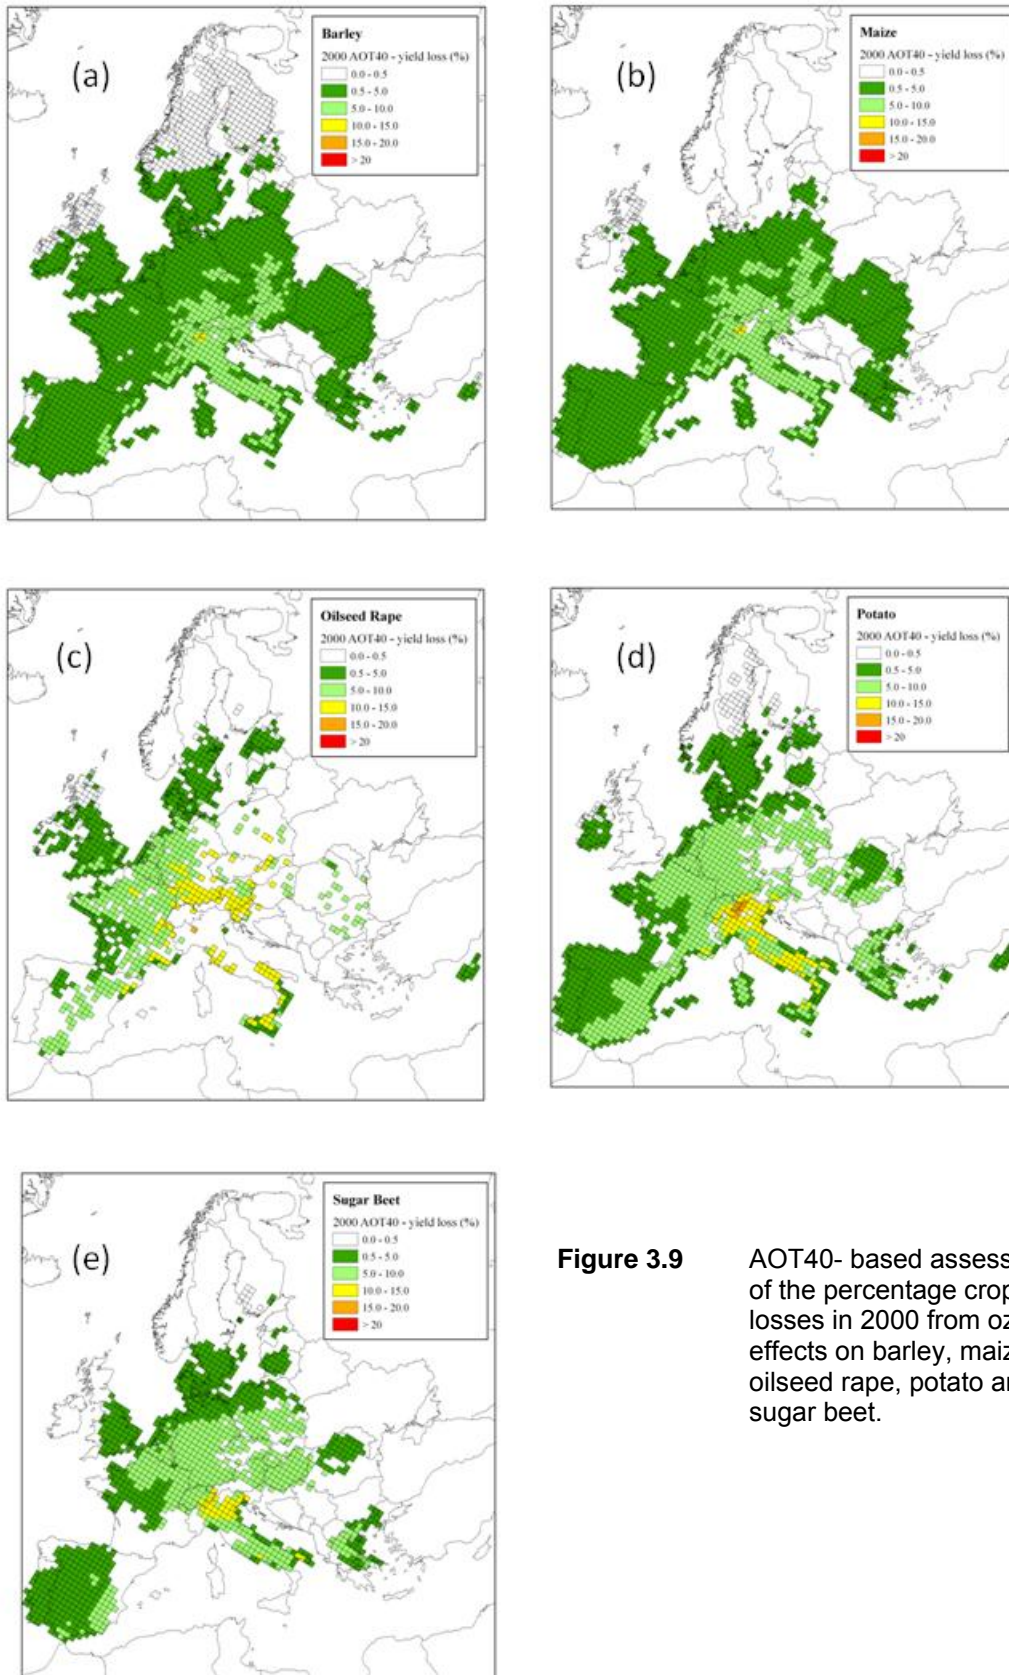 (a)
Barley
2000 AOT40 - yield loss (%)
0.0 - 0.5
0.5 - 5.0
5.0 - 10.0
10.0 - 15.0
15.0 - 20.0
> 20
(b)
Maize
2000 AOT40 - yield loss (%)
0.0 - 0.5
0.5 - 5.0
5.0 - 10.0
10.0 - 15.0
15.0 - 20.0
> 20
(c)
Oilseed Rape
2000 AOT40 - yield loss (%)
0.0 - 0.5
0.5 - 5.0
5.0 - 10.0
10.0 - 15.0
15.0 - 20.0
> 20
(d)
Potato
2000 AOT40 - yield loss (%)
0.0 - 0.5
0.5 - 5.0
5.0 - 10.0
10.0 - 15.0
15.0 - 20.0
> 20
(e)
Sugar Beet
2000 AOT40 - yield loss (%)
0.0 - 0.5
0.5 - 5.0
5.0 - 10.0
10.0 - 15.0
15.0 - 20.0
> 20
Figure 3.9 AOT40- based assess
of the percentage crop
losses in 2000 from oz
effects on barley, maiz
oilseed rape, potato ar
sugar beet.